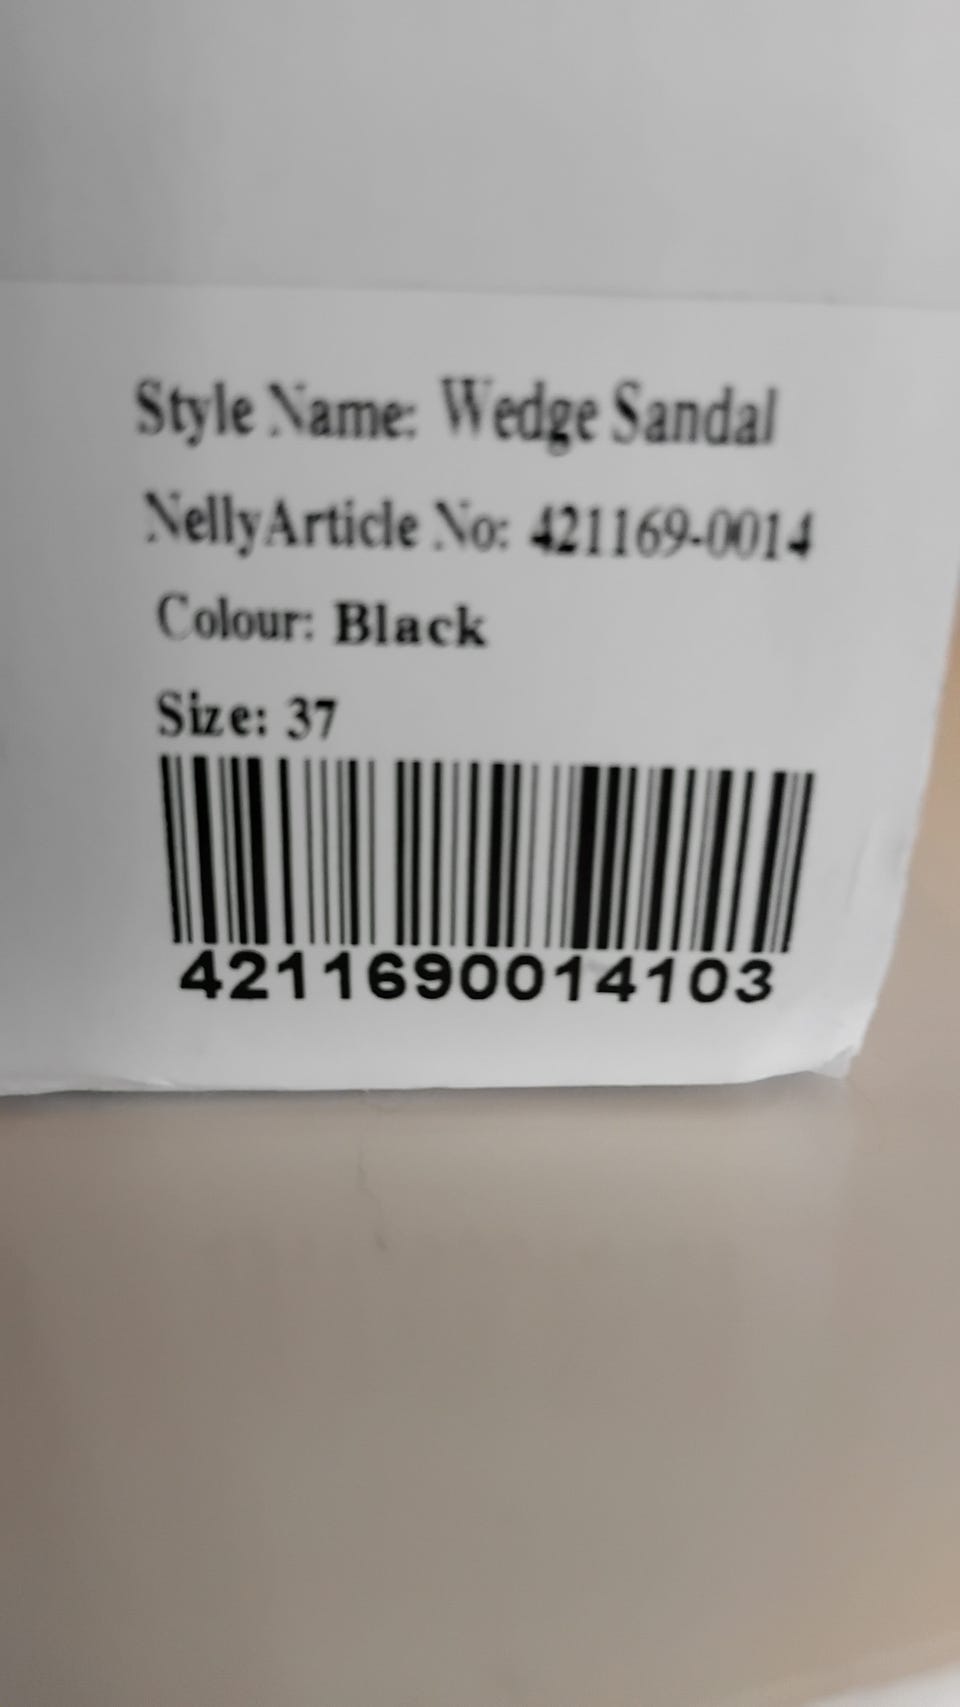 Style Name: Wedge Sandal
NellyArticle No: 421169-0014
Colour: Black
Size: 37
4211690014103